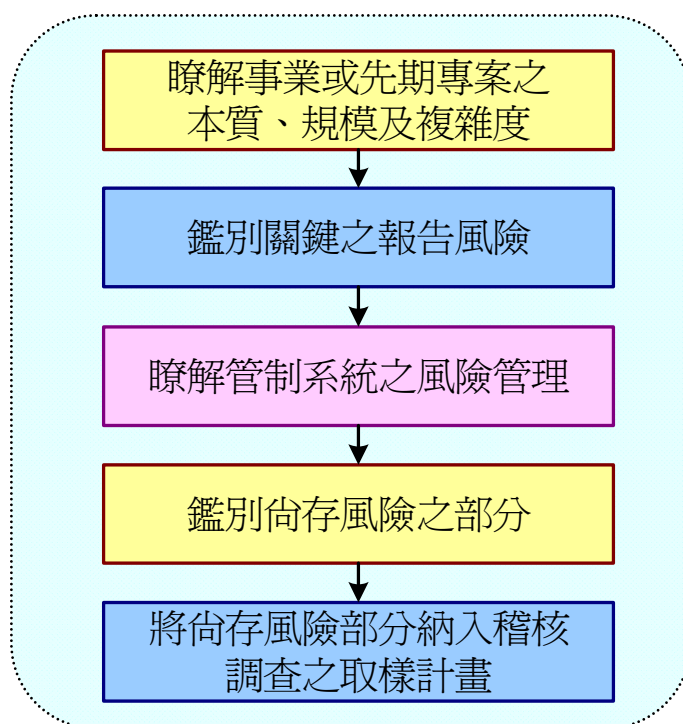 瞭解事業或先期專案之
本質、規模及複雜度
鑑別關鍵之報告風險
瞭解管制系統之風險管理
鑑別尚存風險之部分
將尚存風險部分納入稽核
調查之取樣計畫